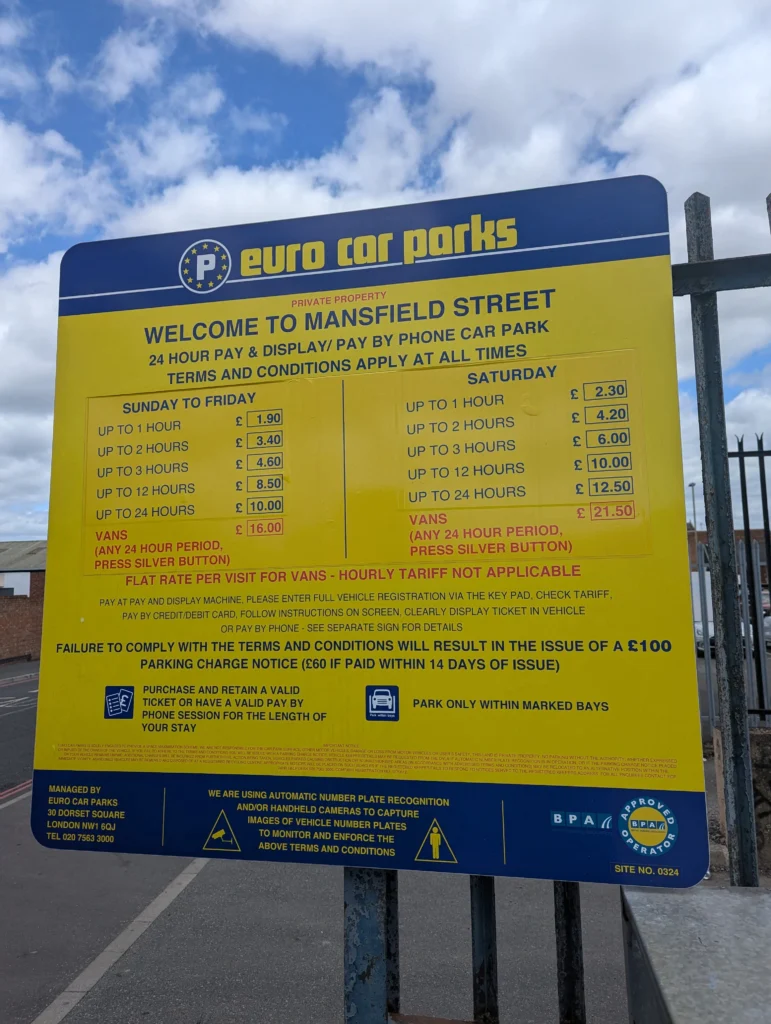 P euro car parks
PRIVATE PROPERTY
WELCOME TO MANSFIELD STREET
24 HOUR PAY & DISPLAY/ PAY BY PHONE CAR PARK
TERMS AND CONDITIONS APPLY AT ALL TIMES
SUNDAY TO FRIDAY
UP TO 1 HOUR £ 1.90
UP TO 2 HOURS £ 3.40
UP TO 3 HOURS £ 4.60
UP TO 12 HOURS £ 8.50
UP TO 24 HOURS £ 10.00
VANS £ 16.00
(ANY 24 HOUR PERIOD,
PRESS SILVER BUTTON)
SATURDAY
UP TO 1 HOUR £ 2.30
UP TO 2 HOURS £ 4.20
UP TO 3 HOURS £ 6.00
UP TO 12 HOURS £ 10.00
UP TO 24 HOURS £ 12.50
VANS £ 21.50
(ANY 24 HOUR PERIOD,
PRESS SILVER BUTTON)
FLAT RATE PER VISIT FOR VANS - HOURLY TARIFF NOT APPLICABLE
PAY AT PAY AND DISPLAY MACHINE, PLEASE ENTER FULL VEHICLE REGISTRATION VIA THE KEY PAD, CHECK TARIFF,
PAY BY CREDIT/DEBIT CARD, FOLLOW INSTRUCTIONS ON SCREEN, CLEARLY DISPLAY TICKET IN VEHICLE
OR PAY BY PHONE - SEE SEPARATE SIGN FOR DETAILS
FAILURE TO COMPLY WITH THE TERMS AND CONDITIONS WILL RESULT IN THE ISSUE OF A £100
PARKING CHARGE NOTICE (£60 IF PAID WITHIN 14 DAYS OF ISSUE)
PURCHASE AND RETAIN A VALID
TICKET OR HAVE A VALID PAY BY
PHONE SESSION FOR THE LENGTH OF
YOUR STAY
PARK ONLY WITHIN MARKED BAYS
MANAGED BY
EURO CAR PARKS
30 DORSET SQUARE
LONDON NW1 6QJ
TEL 020 7563 3000
WE ARE USING AUTOMATIC NUMBER PLATE RECOGNITION
AND/OR HANDHELD CAMERAS TO CAPTURE
IMAGES OF VEHICLE NUMBER PLATES
TO MONITOR AND ENFORCE THE
ABOVE TERMS AND CONDITIONS
BPA
APPROVED
BPA
OPERATOR
SITE NO. 0324